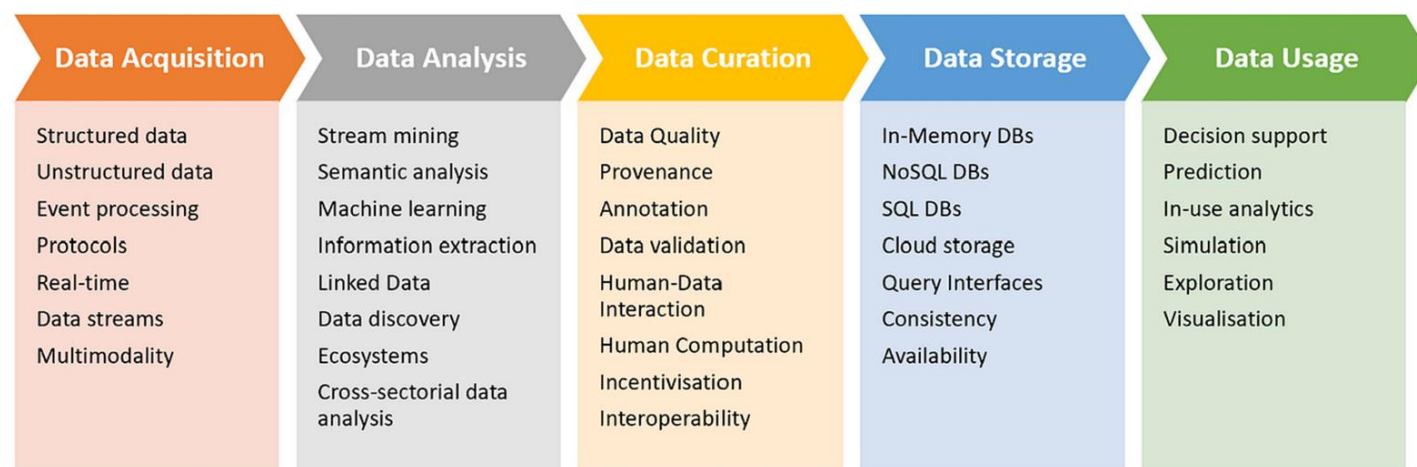 Data Acquisition
Structured data
Unstructured data
Event processing
Protocols
Real-time
Data streams
Multimodality
Data Analysis
Stream mining
Semantic analysis
Machine learning
Information extraction
Linked Data
Data discovery
Ecosystems
Cross-sectorial data
analysis
Data Curation
Data Quality
Provenance
Annotation
Data validation
Human-Data
Interaction
Human Computation
Incentivisation
Interoperability
Data Storage
In-Memory DBs
NoSQL DBs
SQL DBs
Cloud storage
Query Interfaces
Consistency
Availability
Data Usage
Decision support
Prediction
In-use analytics
Simulation
Exploration
Visualisation